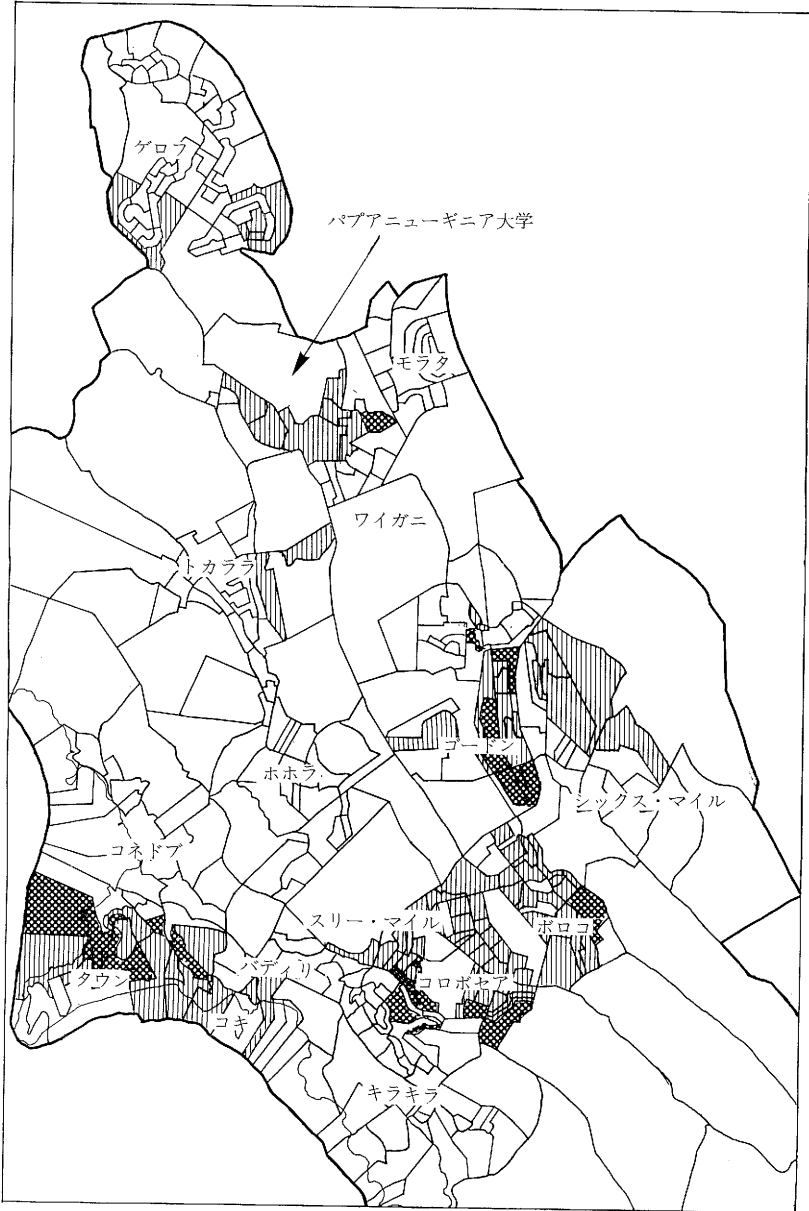 ゲロフ
パプアニューギニア大学
モラタ
ワイガニ
トカララ
ゴードン
ホホラ
シックス・マイル
コネドブ
スリー・マイル
ボロコ
バディリ
タウン
コロボセア
コキ
キラキラ